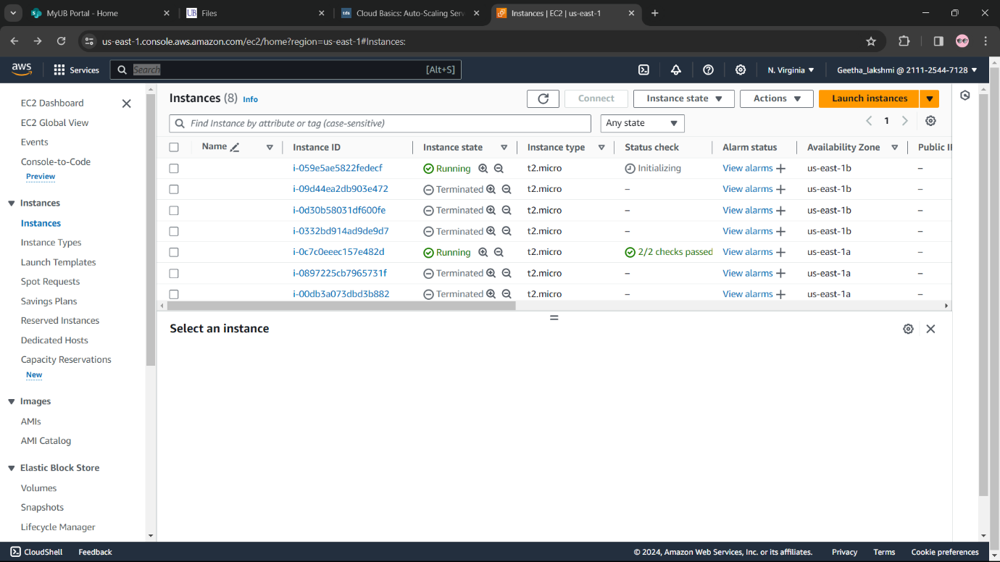 MyUB Portal - Home
UB Files
tds Cloud Basics: Auto-Scaling Serv
Instances | EC2 | us-east-1
us-east-1.console.aws.amazon.com/ec2/home?region=us-east-1#Instances:
aws Services Search [Alt+S] N. Virginia Geetha_lakshmi @ 2111-2544-7128
EC2 Dashboard
EC2 Global View
Events
Console-to-Code
Preview
Instances
Instances
Instance Types
Launch Templates
Spot Requests
Savings Plans
Reserved Instances
Dedicated Hosts
Capacity Reservations
New
Images
AMIs
AMI Catalog
Elastic Block Store
Volumes
Snapshots
Lifecycle Manager
Instances (8) Info Connect Instance state Actions Launch instances
Find Instance by attribute or tag (case-sensitive) Any state 1
Name Instance ID Instance state Instance type Status check Alarm status Availability Zone Public I
i-059e5ae5822fedecf Running t2.micro Initializing View alarms + us-east-1b –
i-09d44ea2db903e472 Terminated t2.micro – View alarms + us-east-1b –
i-0d30b58031df600fe Terminated t2.micro – View alarms + us-east-1b –
i-0332bd914ad9de9d7 Terminated t2.micro – View alarms + us-east-1b –
i-0c7c0eeec157e482d Running t2.micro 2/2 checks passed View alarms + us-east-1a –
i-0897225cb7965731f Terminated t2.micro – View alarms + us-east-1a –
i-00db3a073dbd3b882 Terminated t2.micro – View alarms + us-east-1a –
Select an instance
CloudShell Feedback © 2024, Amazon Web Services, Inc. or its affiliates. Privacy Terms Cookie preferences